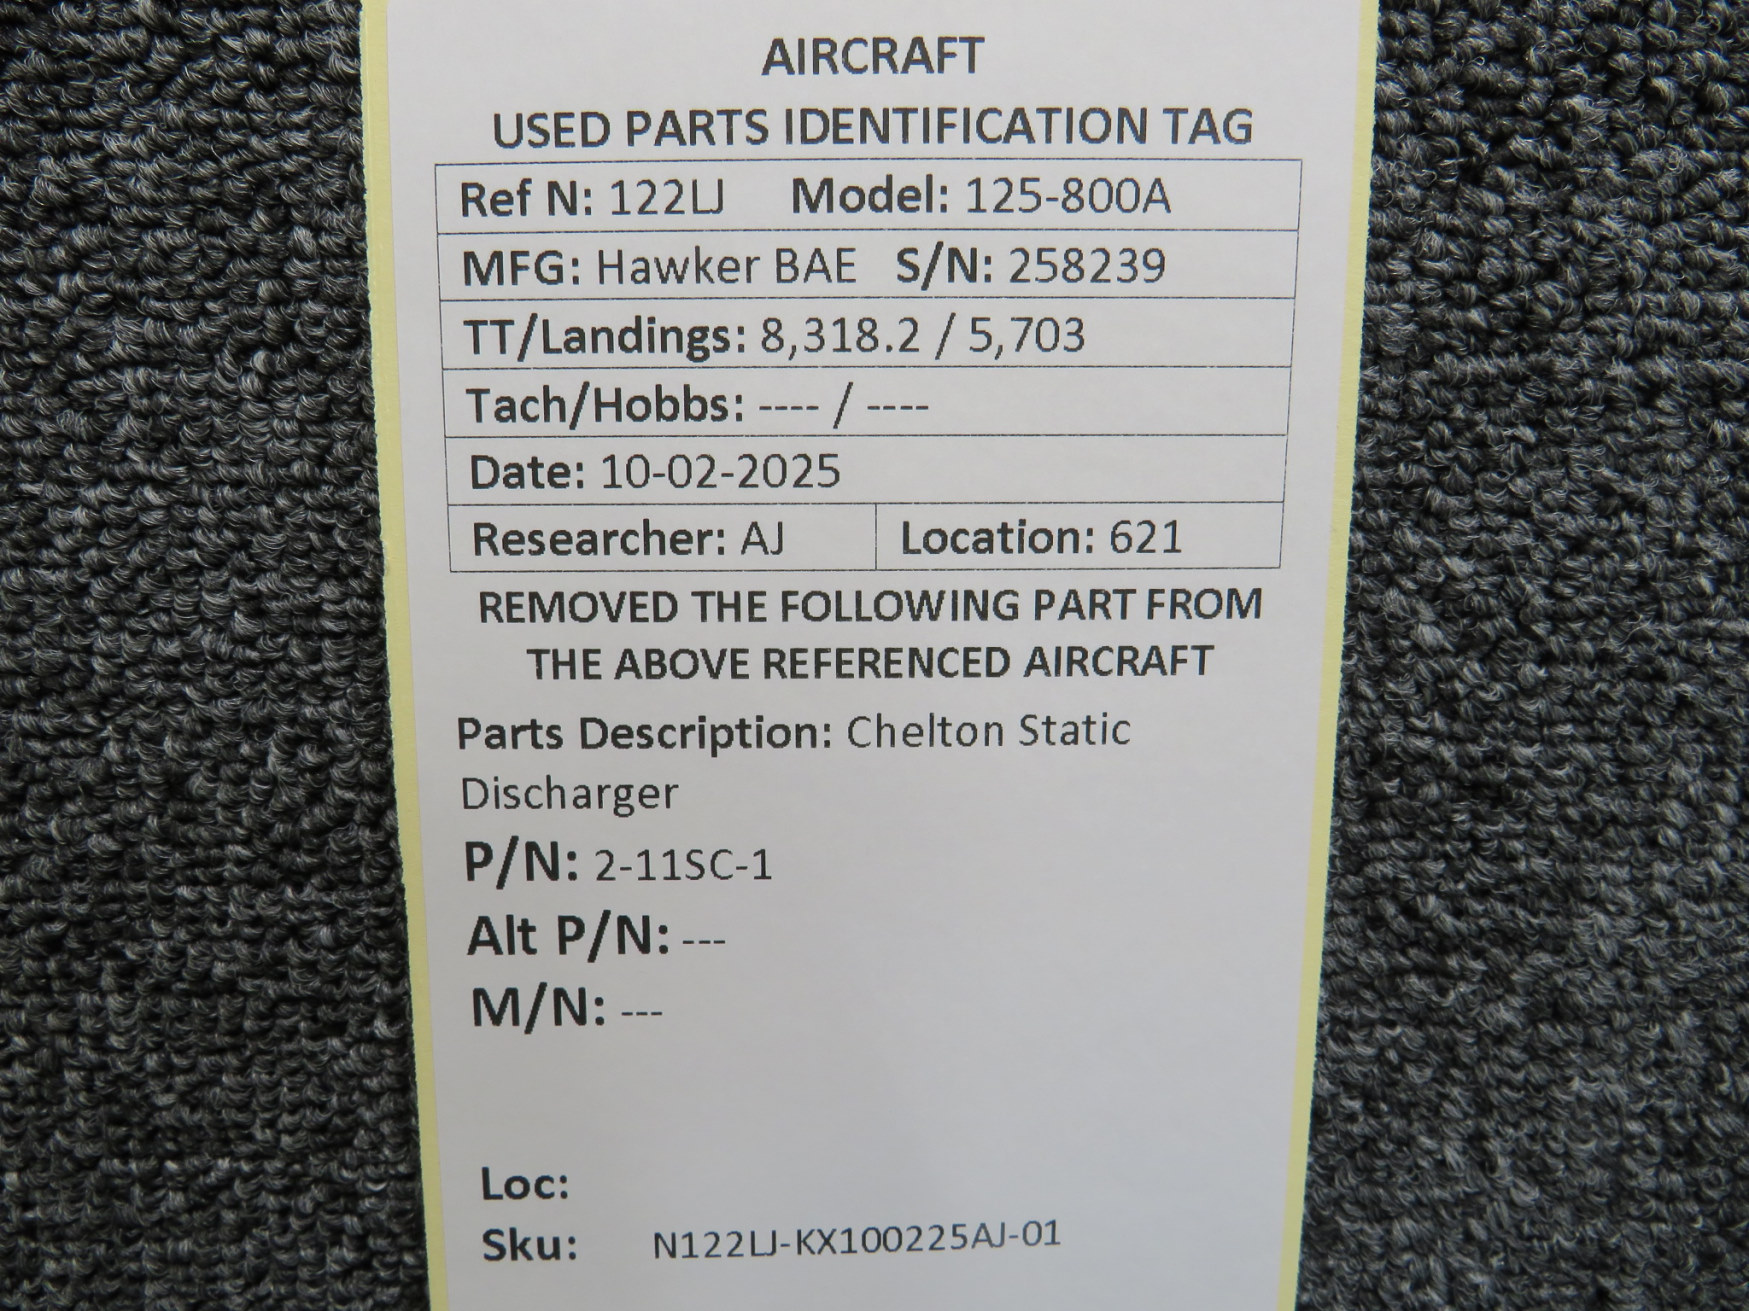 AIRCRAFT
USED PARTS IDENTIFICATION TAG
Ref N: 122LJ Model: 125-800A
MFG: Hawker BAE S/N: 258239
TT/Landings: 8,318.2 / 5,703
Tach/Hobbs: ---- / ----
Date: 10-02-2025
Researcher: AJ Location: 621
REMOVED THE FOLLOWING PART FROM
THE ABOVE REFERENCED AIRCRAFT
Parts Description: Chelton Static
Discharger
P/N: 2-11SC-1
Alt P/N: ---
M/N: ---
Loc:
Sku: N122LJ-KX100225AJ-01